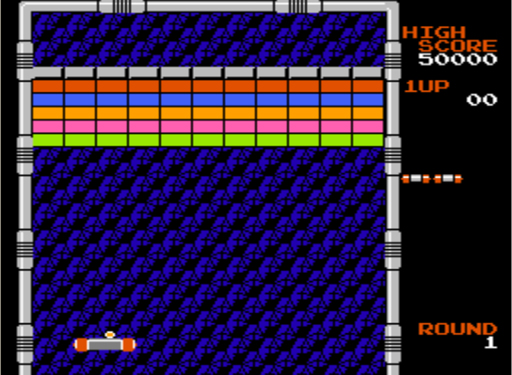 HIGH
SCORE
50000
1UP
00
ROUND
1